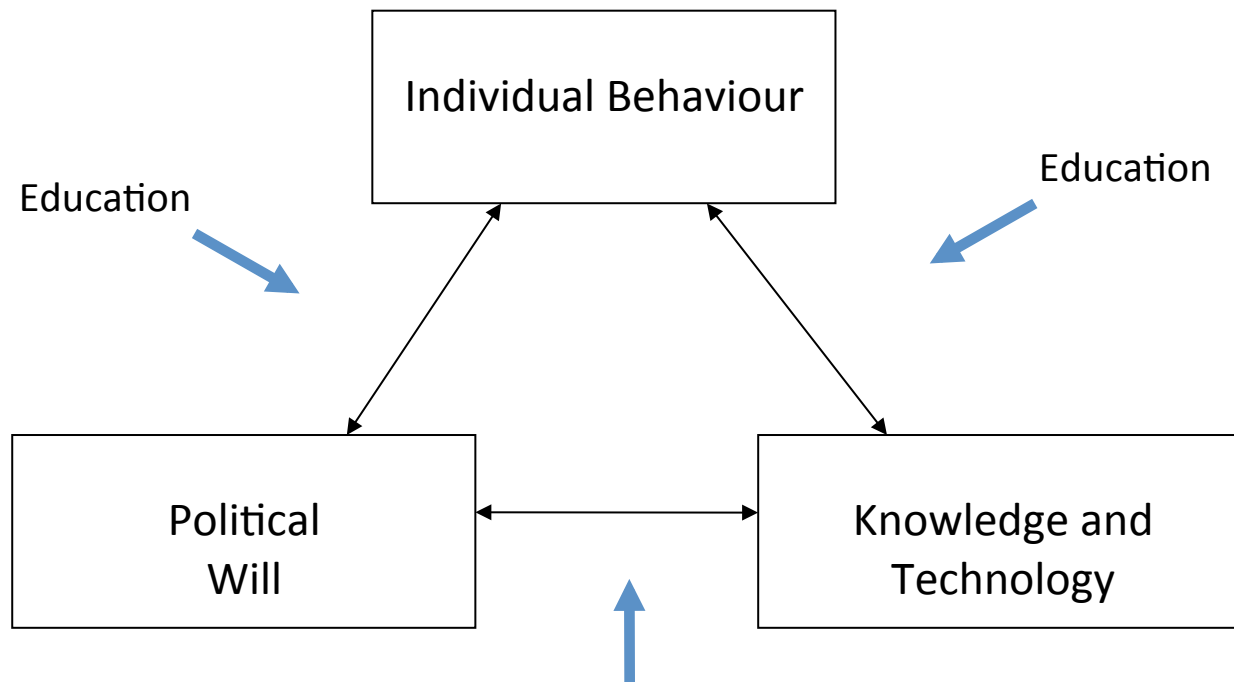 Individual Behaviour
Education
Education
Political
Will
Knowledge and
Technology